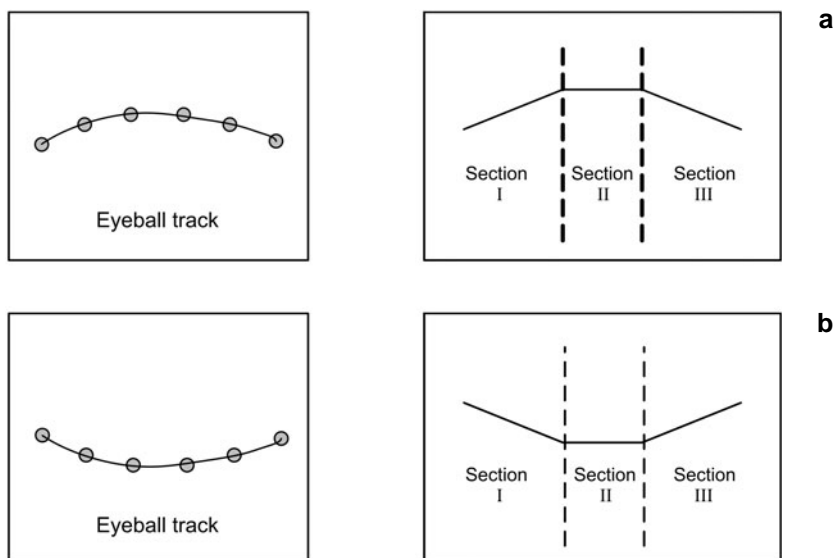 a
Eyeball track
Section Section Section
I II III
b
Eyeball track
Section Section Section
I II III